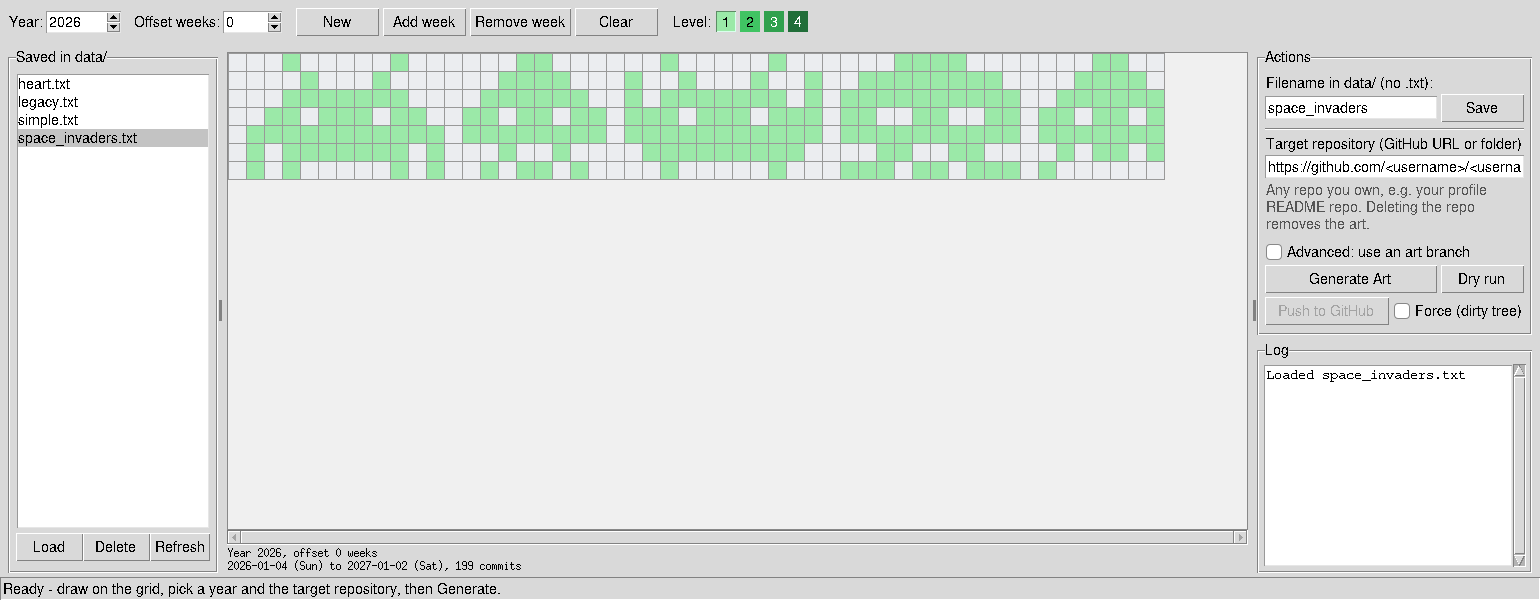 Year: 2026 Offset weeks: 0 New Add week Remove week Clear Level: 1 2 3 4
Saved in data/
heart.txt
legacy.txt
simple.txt
space_invaders.txt
Load Delete Refresh
Year 2026, offset 0 weeks
2026-01-04 (Sun) to 2027-01-02 (Sat), 199 commits
Actions
Filename in data/ (no .txt):
space_invaders Save
Target repository (GitHub URL or folder)
https://github.com/<username>/<userna
Any repo you own, e.g. your profile
README repo. Deleting the repo
removes the art.
Advanced: use an art branch
Generate Art Dry run
Push to GitHub Force (dirty tree)
Log
Loaded space_invaders.txt
Ready - draw on the grid, pick a year and the target repository, then Generate.